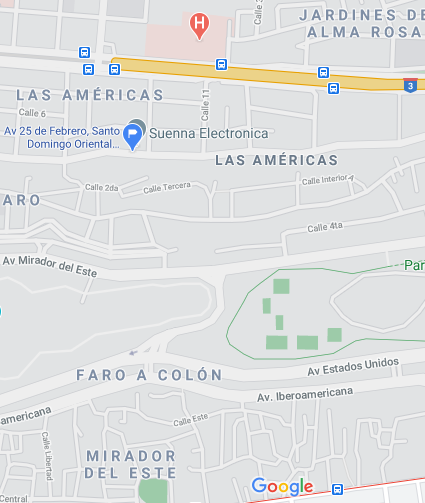 JARDINES DE
ALMA ROSA
H
Calle 3
3
LAS AMÉRICAS
Calle 11
Calle 6
Av 25 de Febrero, Santo
Domingo Oriental...
Suenna Electronica
LAS AMÉRICAS
Calle 2da
Calle Tercera
Calle Interior A
ARO
Calle 4ta
Av Mirador del Este
Par
Av Estados Unidos
FARO A COLÓN
Av. Iberoamericana
americana
Calle Este
Calle Libertad
MIRADOR
DEL ESTE
Google
Central